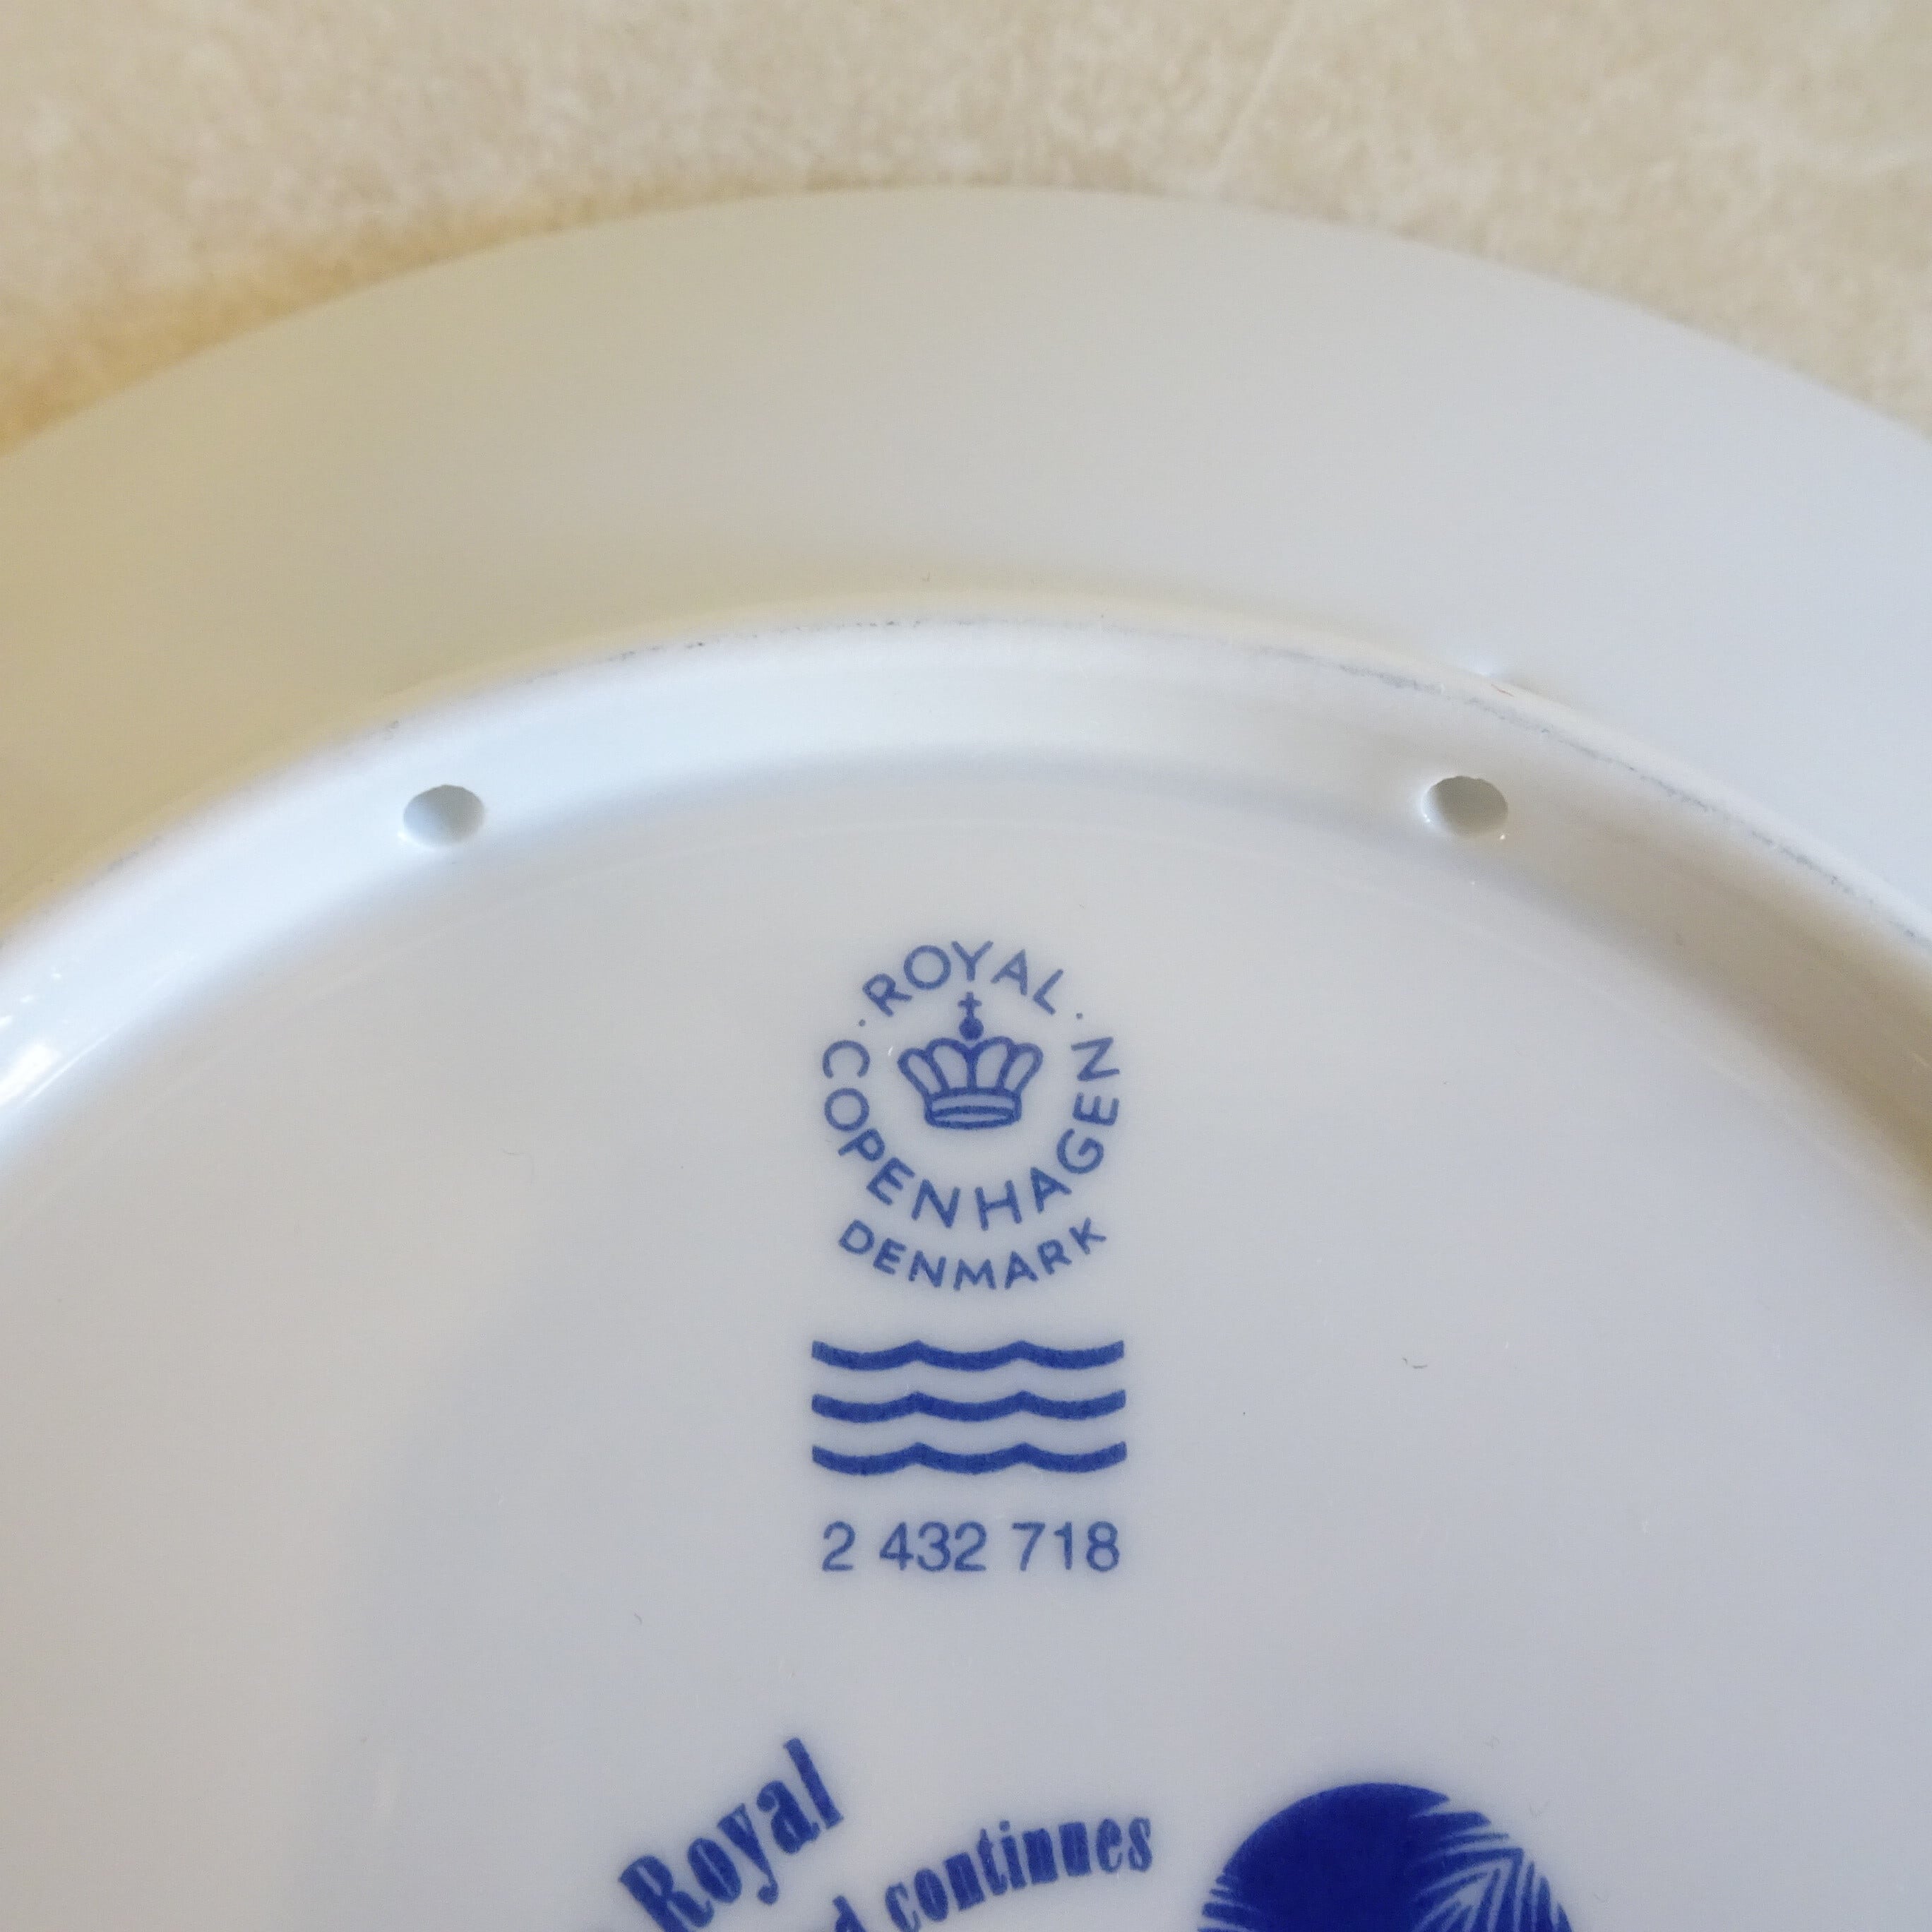 · ROYAL ·
COPENHAGEN
DENMARK
2 432 718
Royal
continues